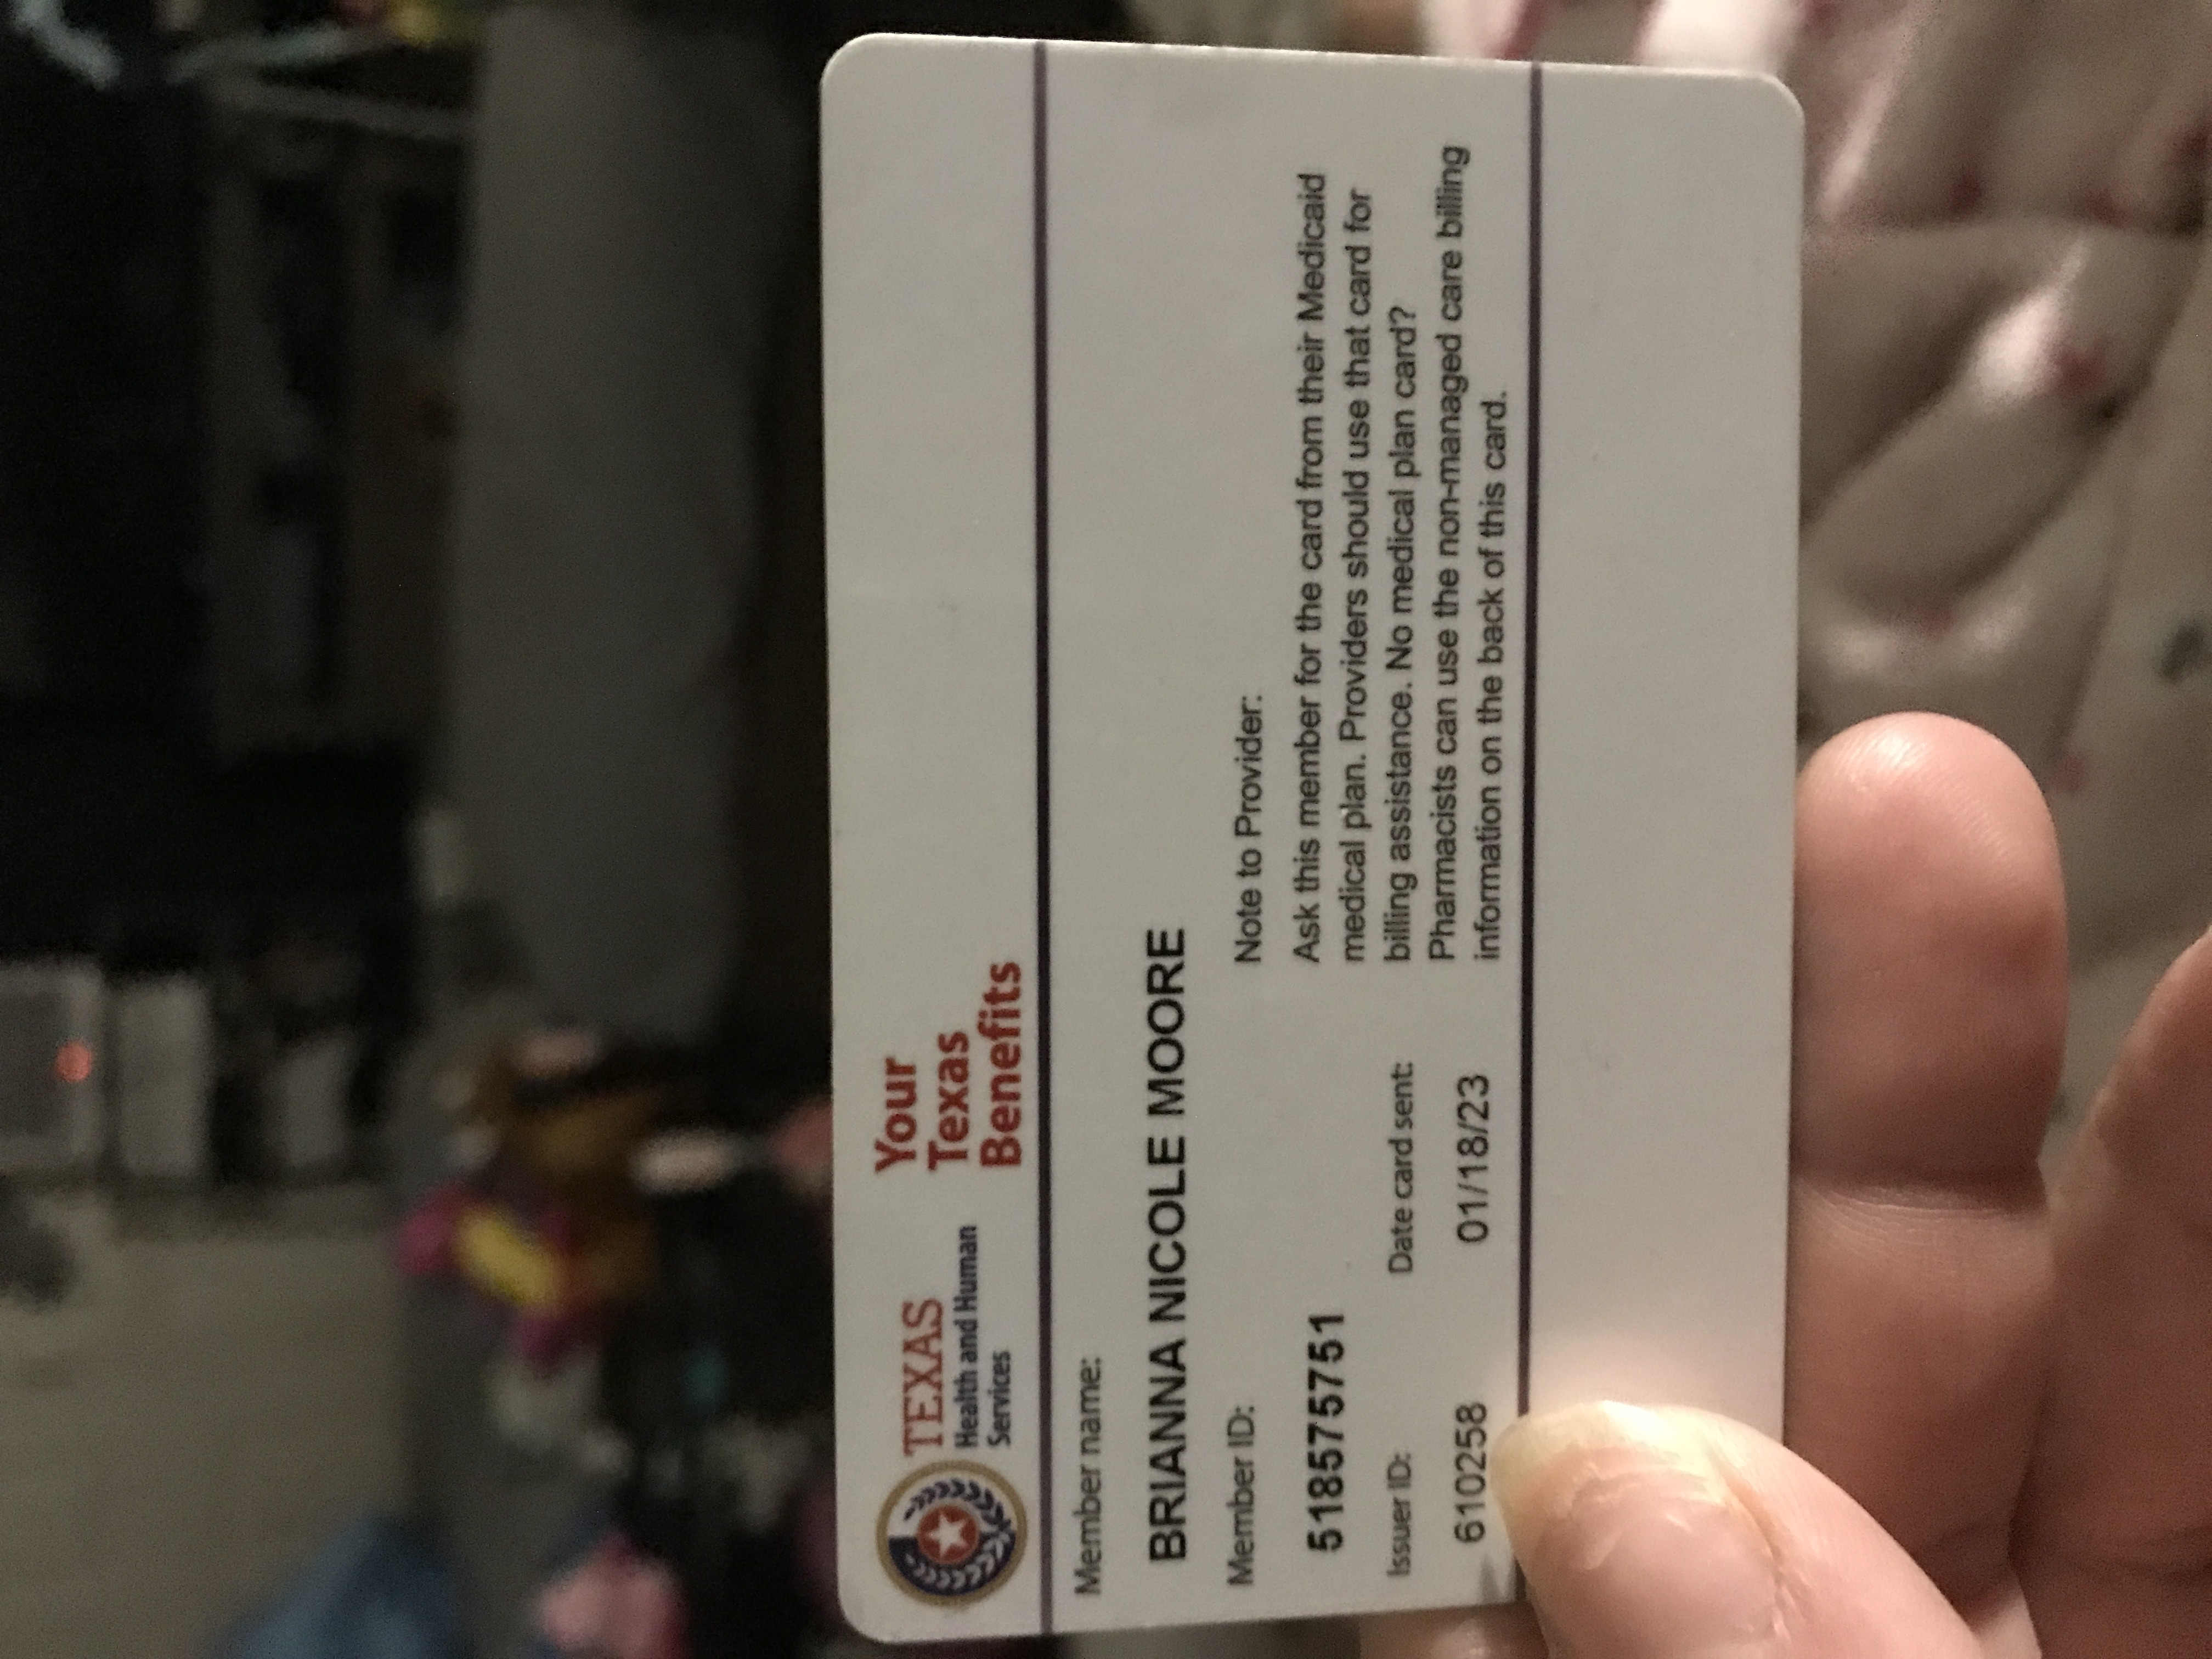 TEXAS
Health and Human
Services
Your
Texas
Benefits
Member name:
BRIANNA NICOLE MOORE
Member ID:
518575751
Issuer ID:
610258
Date card sent:
01/18/23
Note to Provider:
Ask this member for the card from their Medicaid
medical plan. Providers should use that card for
billing assistance. No medical plan card?
Pharmacists can use the non-managed care billing
information on the back of this card.